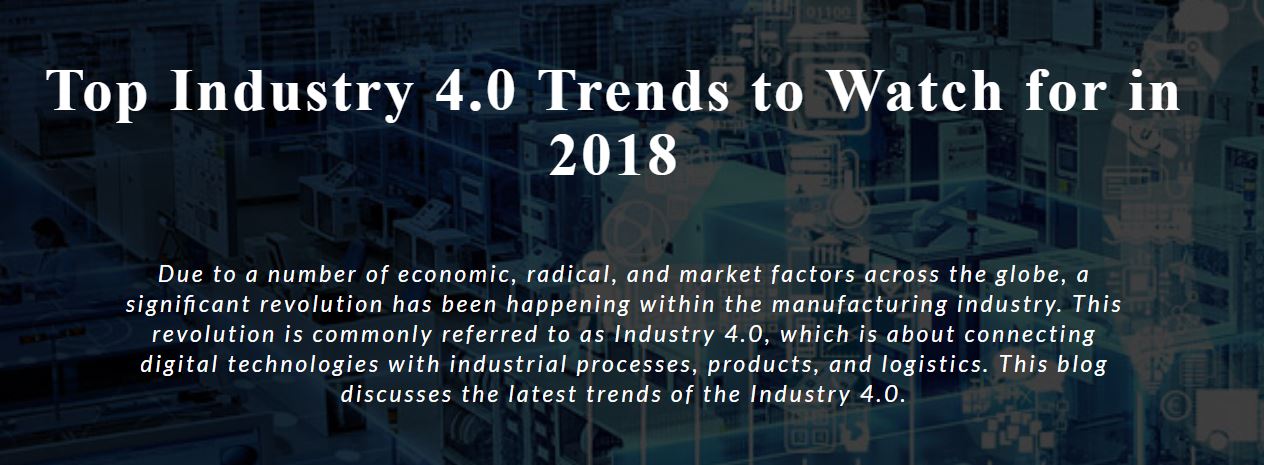 Top Industry 4.0 Trends to Watch for in
2018
Due to a number of economic, radical, and market factors across the globe, a
significant revolution has been happening within the manufacturing industry. This
revolution is commonly referred to as Industry 4.0, which is about connecting
digital technologies with industrial processes, products, and logistics. This blog
discusses the latest trends of the Industry 4.0.